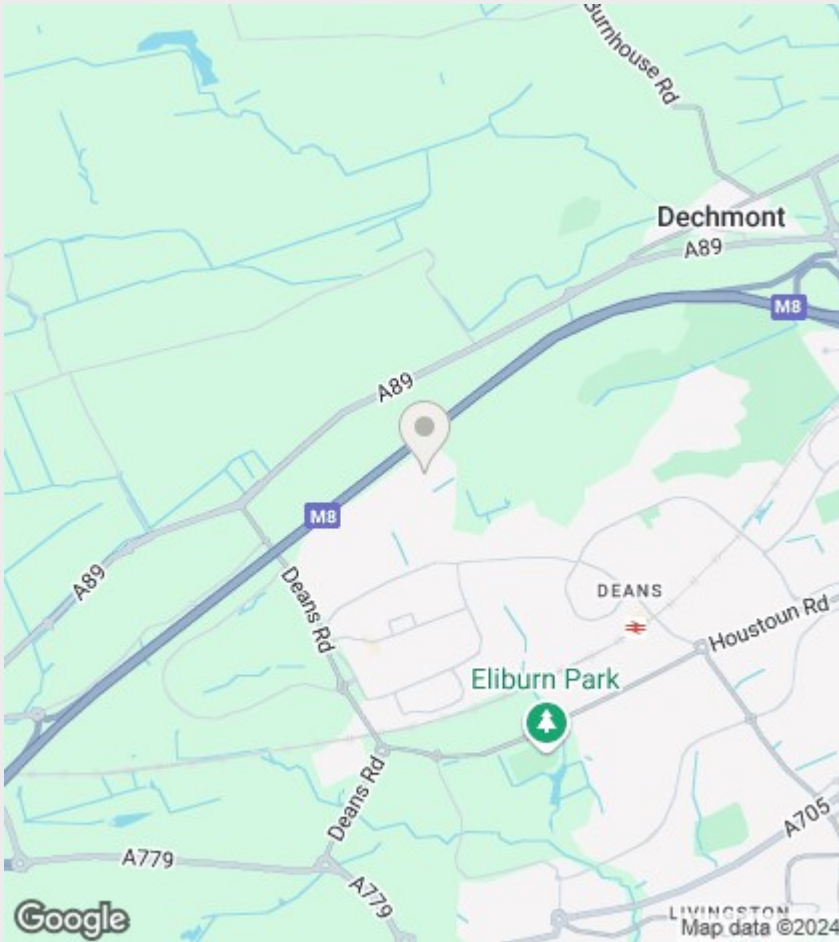 Burnhouse Rd
Dechmont
A89
M8
A89
M8
A89
Deans Rd
DEANS
Houstoun Rd
Eliburn Park
Deans Rd
A705
A779
A779
LIVINGSTON
Google
Map data ©2024